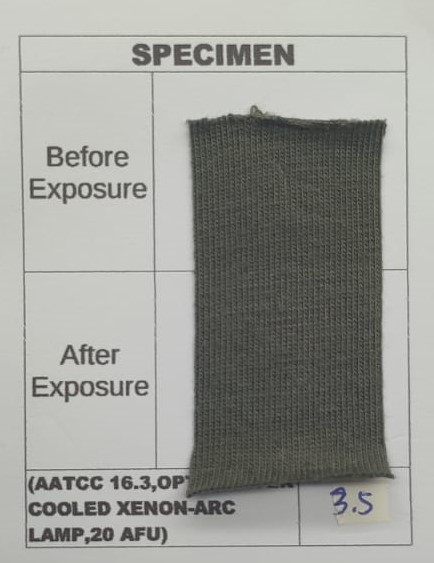 SPECIMEN
Before
Exposure
After
Exposure
(AATCC 16.3,OP
COOLED XENON-ARC
LAMP,20 AFU)
3.5